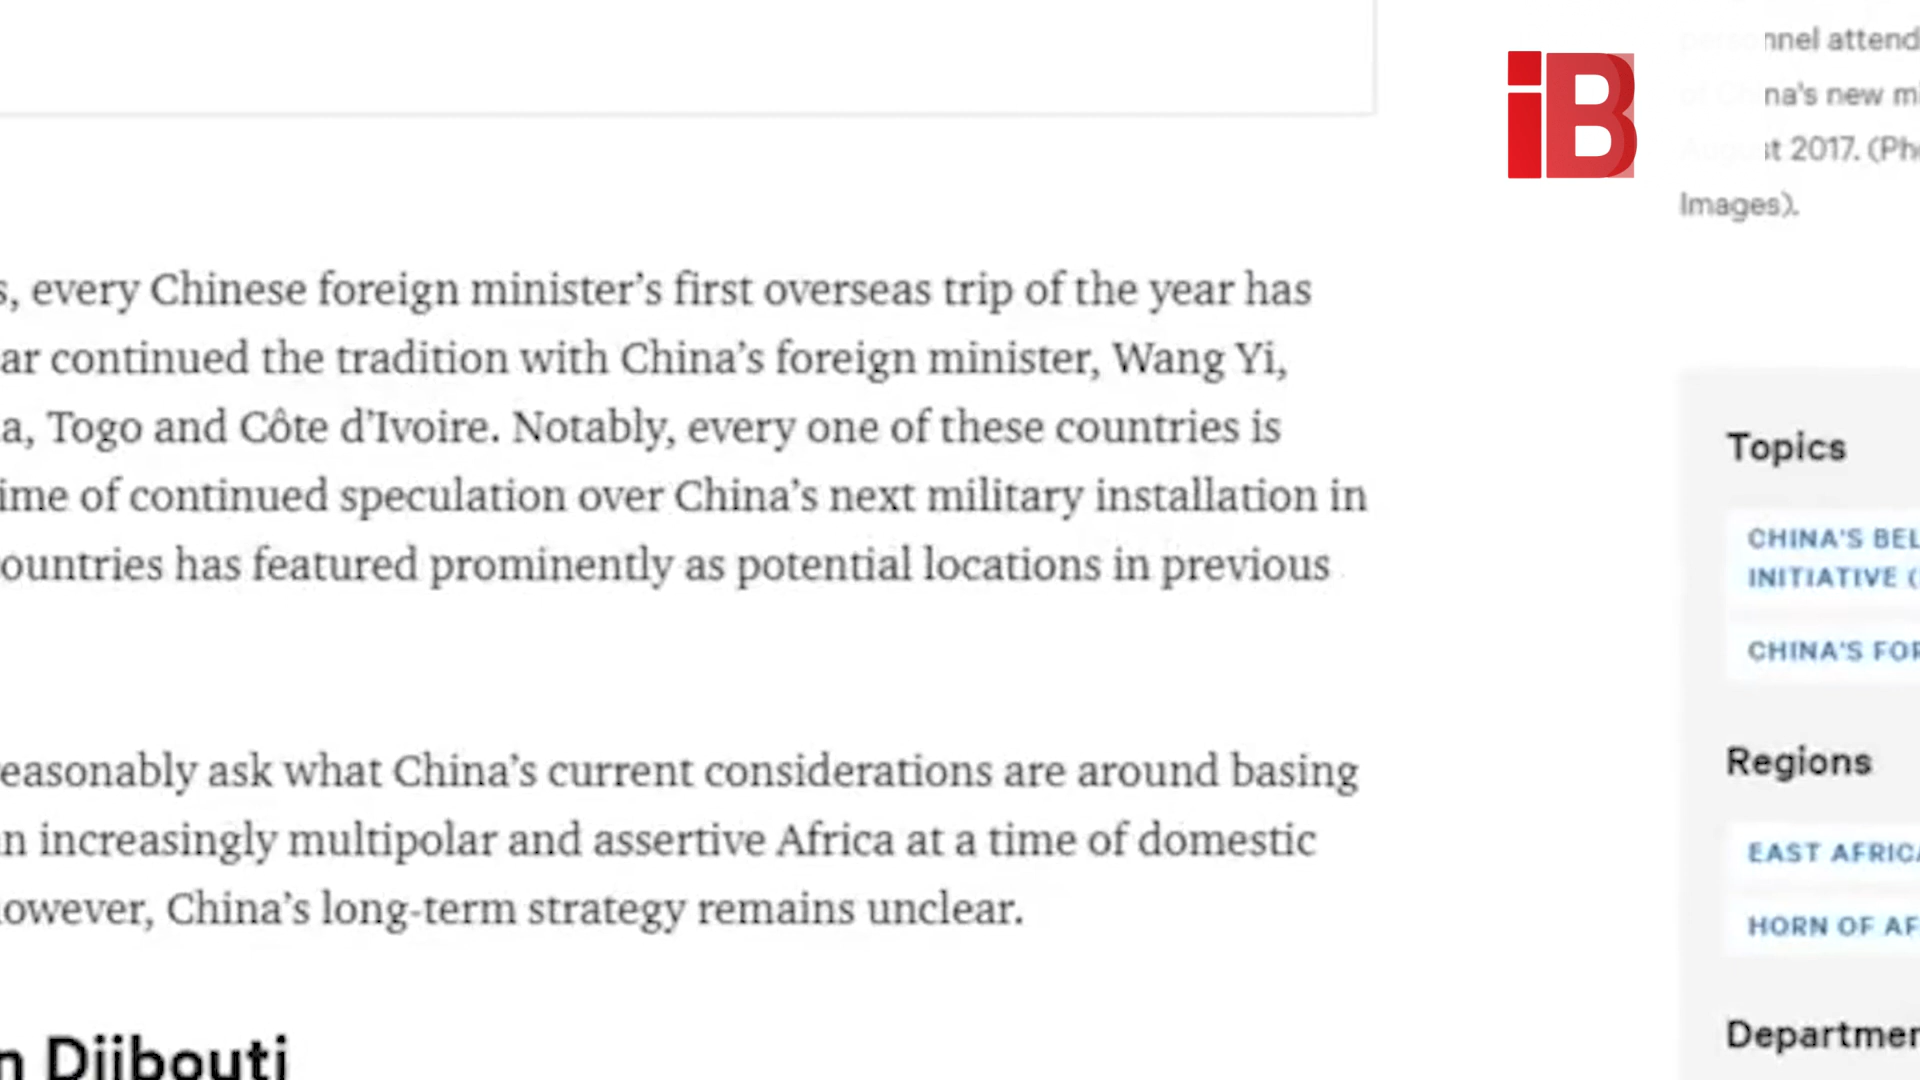 s, every Chinese foreign minister’s first overseas trip of the year has
ar continued the tradition with China’s foreign minister, Wang Yi,
a, Togo and Côte d’Ivoire. Notably, every one of these countries is
ime of continued speculation over China’s next military installation in
ountries has featured prominently as potential locations in previous
easonably ask what China’s current considerations are around basing
n increasingly multipolar and assertive Africa at a time of domestic
owever, China’s long-term strategy remains unclear.
n Djibouti
iB
nnel attend
na's new mi
t 2017. (Pho
Images).
Topics
CHINA'S BEL
INITIATIVE (
CHINA'S FOR
Regions
EAST AFRICA
HORN OF AF
Departmen